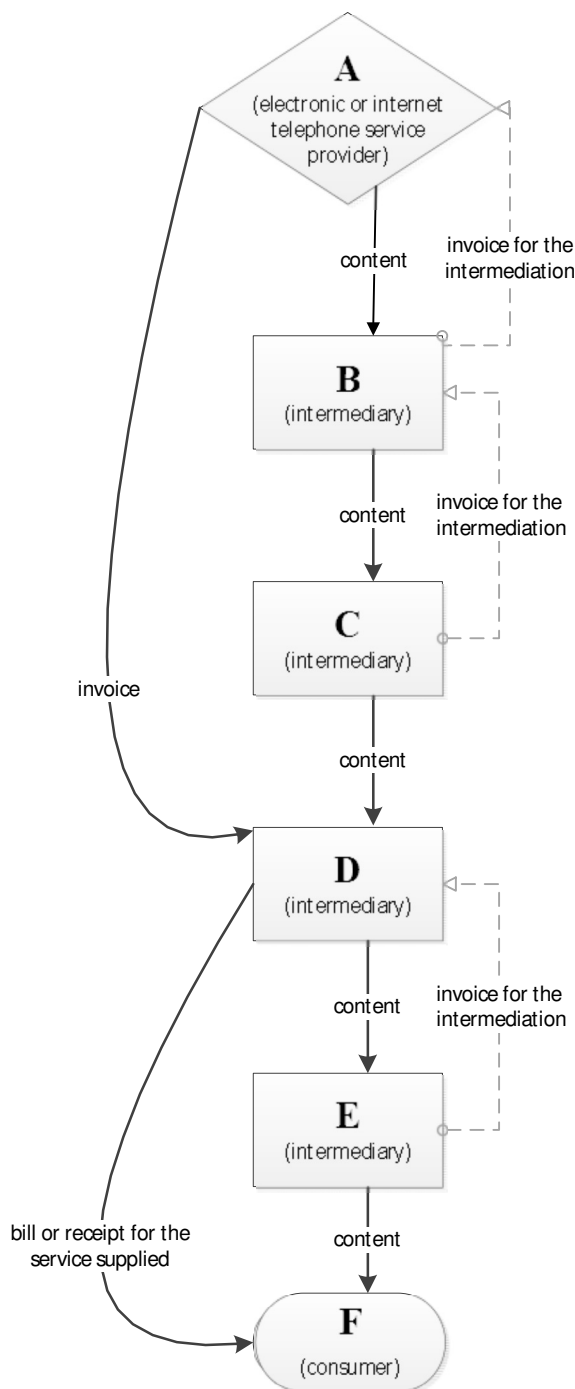 A
(electronic or internet
telephone service
provider)
content
invoice for the
intermediation
B
(intermediary)
content
invoice for the
intermediation
C
(intermediary)
invoice
content
D
(intermediary)
content
invoice for the
intermediation
E
(intermediary)
bill or receipt for the
service supplied
content
F
(consumer)